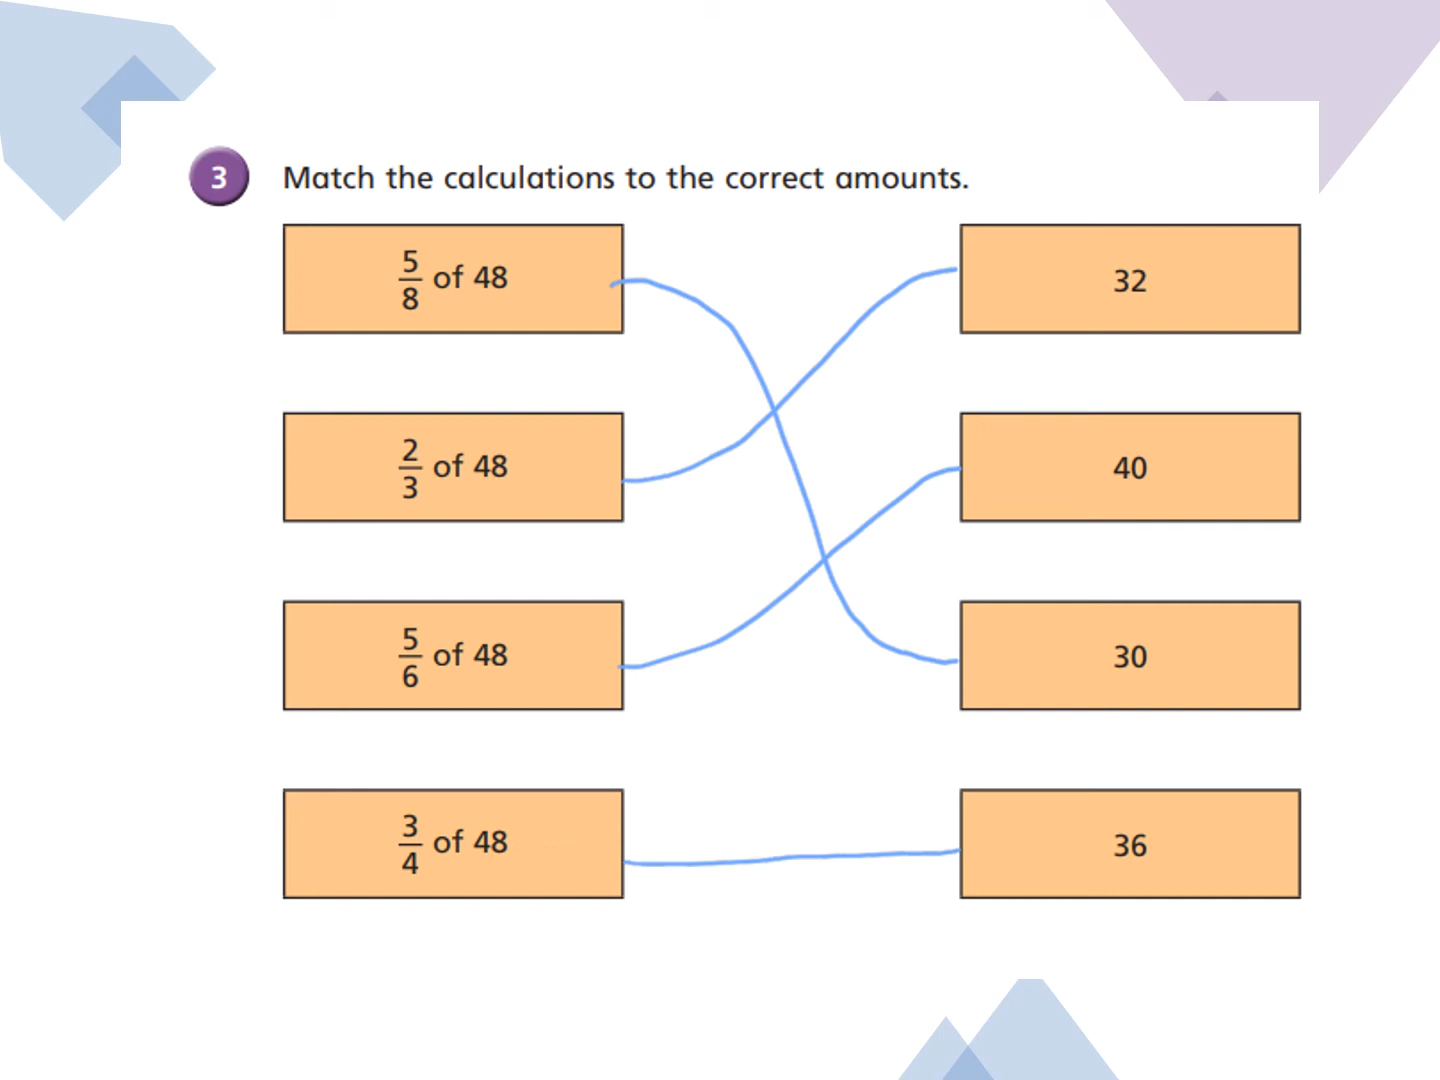 3 Match the calculations to the correct amounts.
5/8 of 48
32
2/3 of 48
40
5/6 of 48
30
3/4 of 48
36